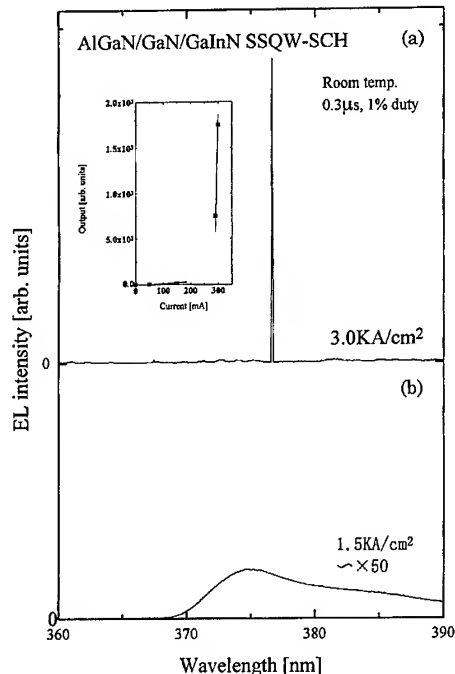 AlGaN/GaN/GaInN SSQW-SCH
(a)
Room temp.
0.3μs, 1% duty
2.0x10³
1.5x10³
1.0x10³
5.0x10³
0.0
Output [arb. units]
0 100 200 300
Current [mA]
3.0KA/cm²
0
(b)
1.5KA/cm²
~×50
0
EL intensity [arb. units]
360 370 380 390
Wavelength [nm]